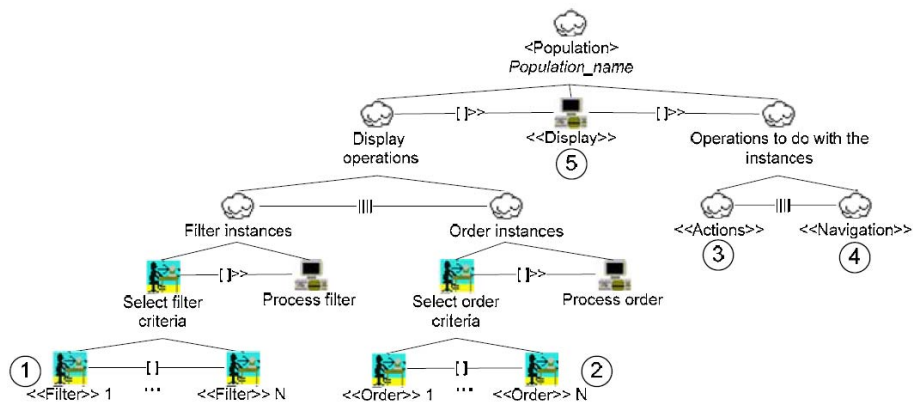 <Population>
Population_name
[ ]>> [ ]>>
Display operations
<<Display>>
Operations to do with the instances
5
||||
||||
Filter instances
Order instances
<<Actions>>
<<Navigation>>
3
4
[ ]>>
[ ]>>
Select filter criteria
Process filter
Select order criteria
Process order
1
[ ]
[ ]
2
<<Filter>> 1
...
<<Filter>> N
<<Order>> 1
...
<<Order>> N